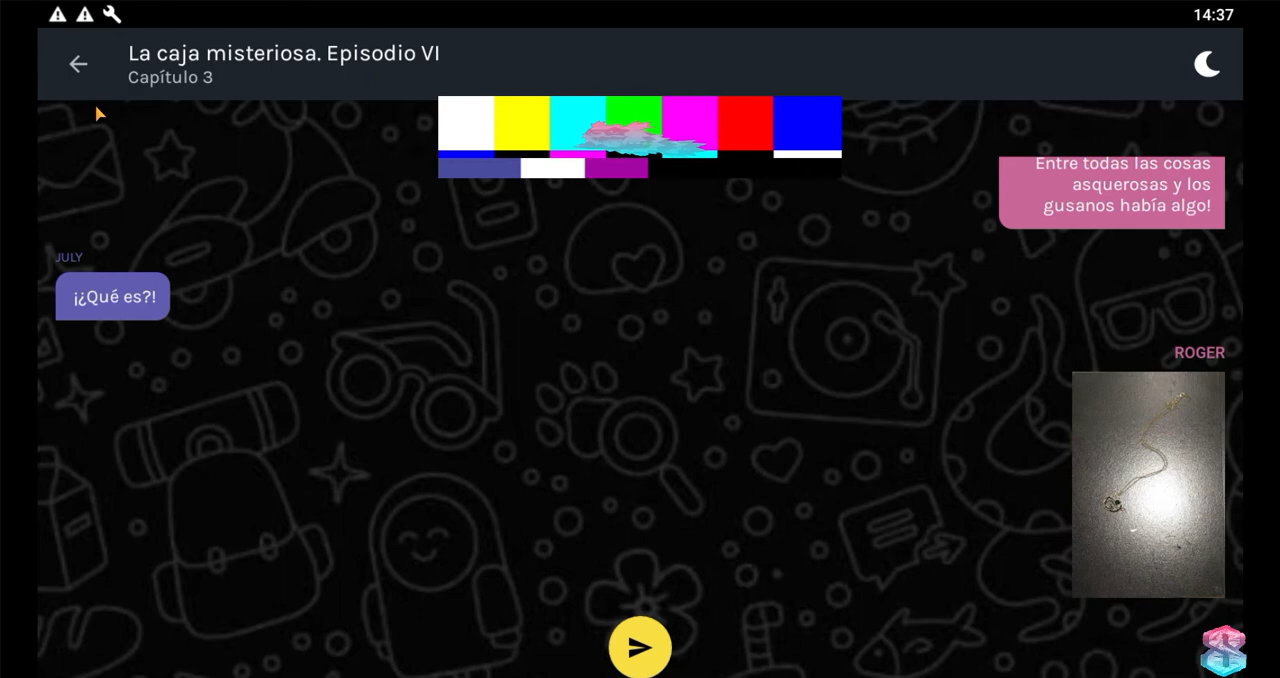 14:37
La caja misteriosa. Episodio VI
Capítulo 3
Entre todas las cosas
asquerosas y los
gusanos había algo!
JULY
¡¿Qué es?!
ROGER